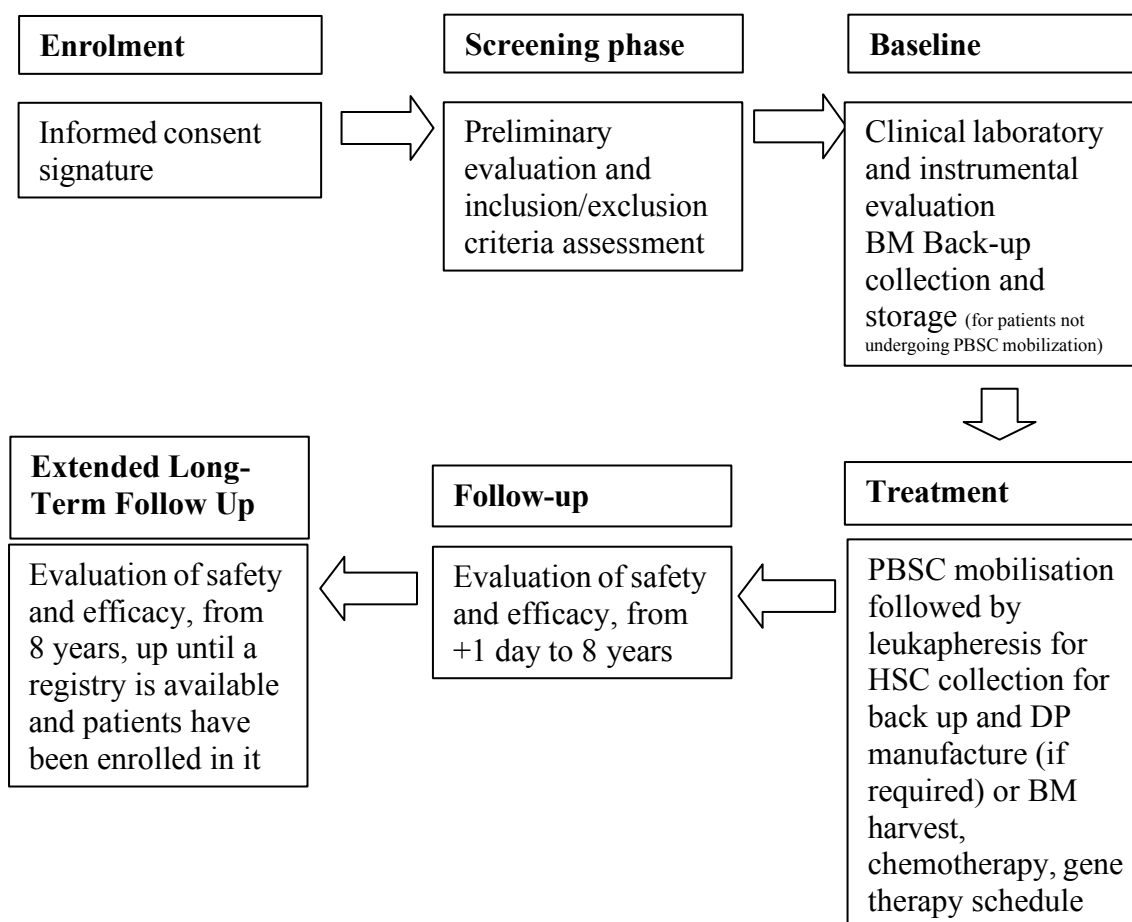 Enrolment
Informed consent
signature
Screening phase
Preliminary
evaluation and
inclusion/exclusion
criteria assessment
Baseline
Clinical laboratory
and instrumental
evaluation
BM Back-up
collection and
storage (for patients not
undergoing PBSC mobilization)
Treatment
PBSC mobilisation
followed by
leukapheresis for
HSC collection for
back up and DP
manufacture (if
required) or BM
harvest,
chemotherapy, gene
therapy schedule
Follow-up
Evaluation of safety
and efficacy, from
+1 day to 8 years
Extended Long-
Term Follow Up
Evaluation of safety
and efficacy, from
8 years, up until a
registry is available
and patients have
been enrolled in it